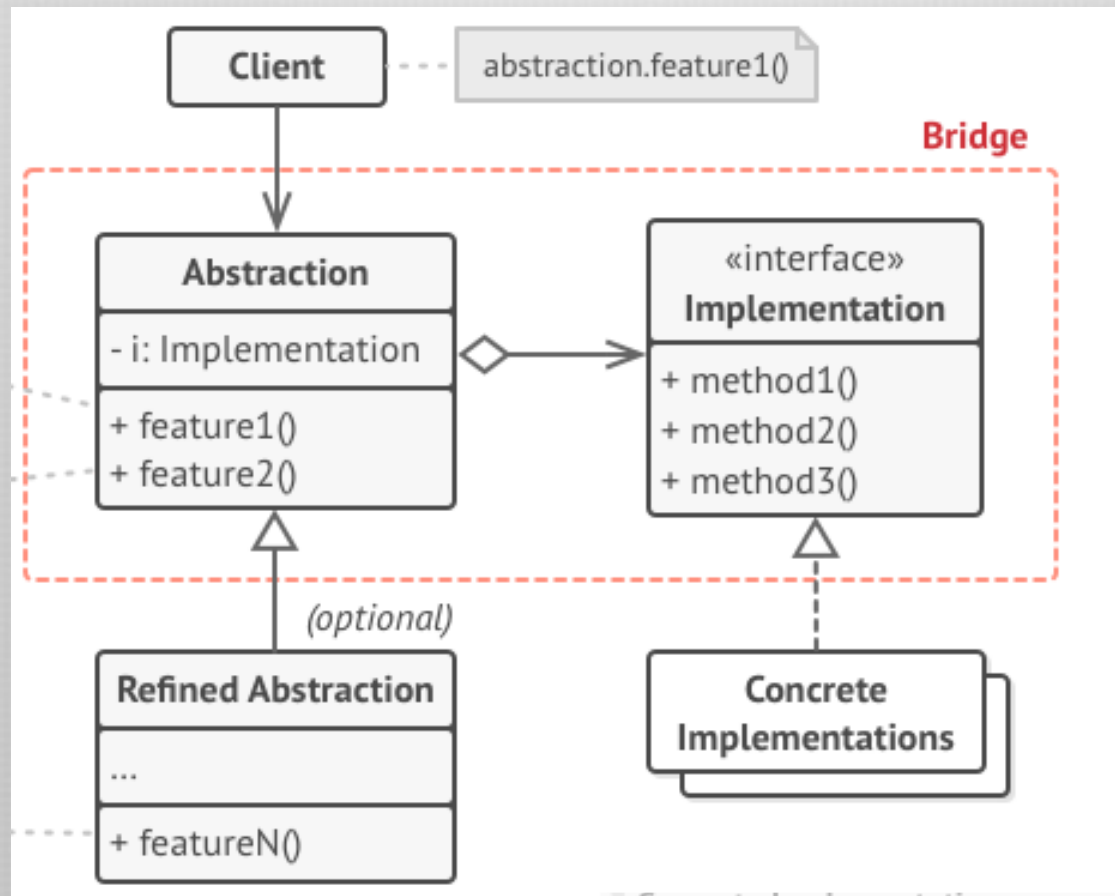 Client
abstraction.feature1()
Bridge
Abstraction
- i: Implementation
+ feature1()
+ feature2()
«interface»
Implementation
+ method1()
+ method2()
+ method3()
(optional)
Refined Abstraction
...
+ featureN()
Concrete
Implementations